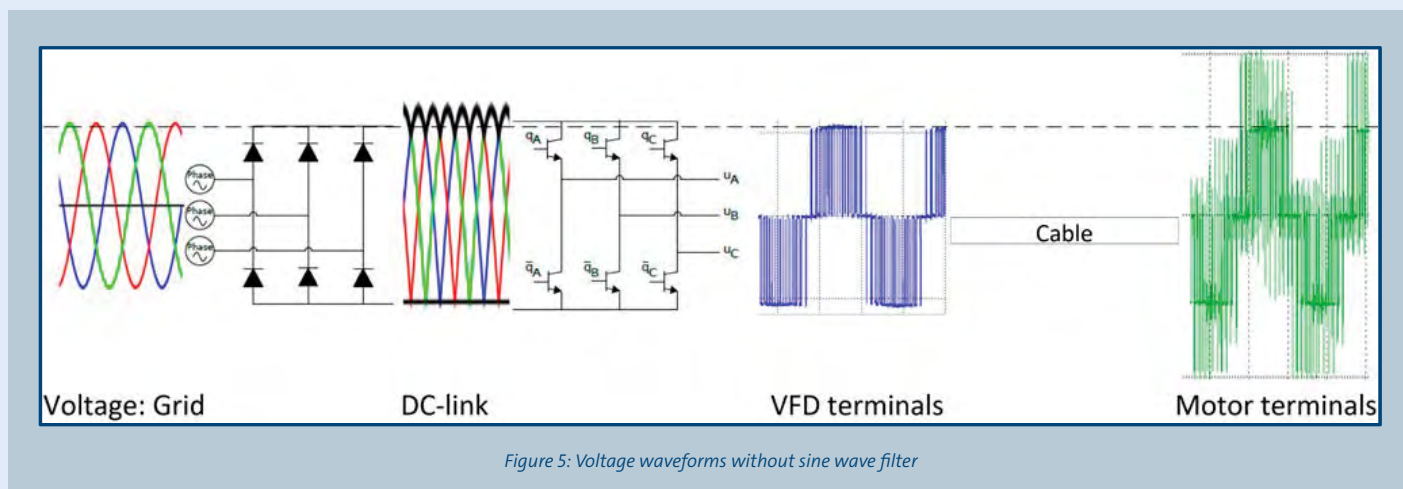 Phase
Phase
Phase
qA
qB
qC
uA
uB
uC
q̄A
q̄B
q̄C
Cable
Voltage: Grid
DC-link
VFD terminals
Motor terminals
Figure 5: Voltage waveforms without sine wave filter